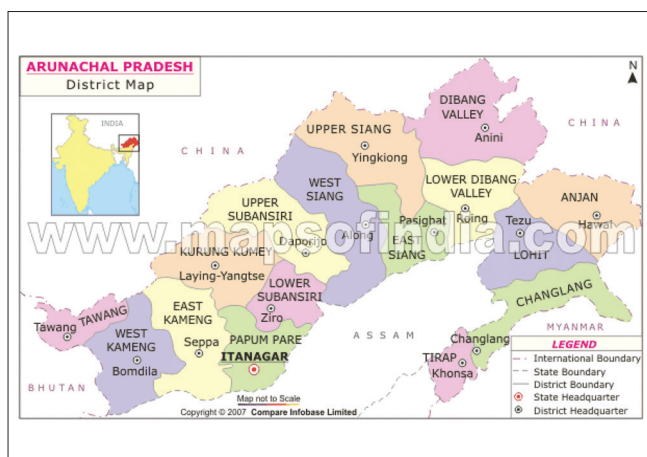 ARUNACHAL PRADESH
District Map
N
INDIA
CHINA
CHINA
DIBANG
VALLEY
Anini
UPPER SIANG
Yingkiong
WEST
SIANG
LOWER DIBANG
VALLEY
Roing
ANJAN
Hawai
UPPER
SUBANSIRI
Daporijo
Along
Pasighat
EAST
SIANG
Tezu
LOHIT
www.mapsofindia.com
KURUNG KUMEY
Laying-Yangtse
LOWER
SUBANSIRI
Ziro
CHANGLANG
TAWANG
Tawang
WEST
KAMENG
Bomdila
EAST
KAMENG
Seppa
PAPUM PARE
ITANAGAR
ASSAM
MYANMAR
Changlang
TIRAP
Khonsa
BHUTAN
LEGEND
International Boundary
State Boundary
District Boundary
State Headquarter
District Headquarter
Map not to Scale
Copyright © 2007 Compare Infobase Limited